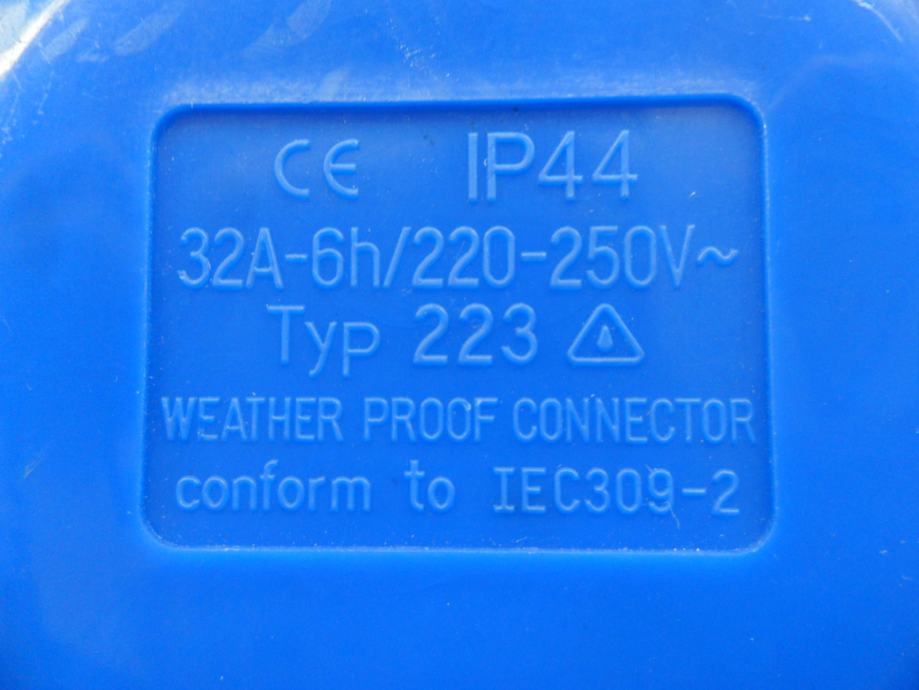 CE IP44
32A-6h/220-250V~
Typ 223
WEATHER PROOF CONNECTOR
conform to IEC309-2